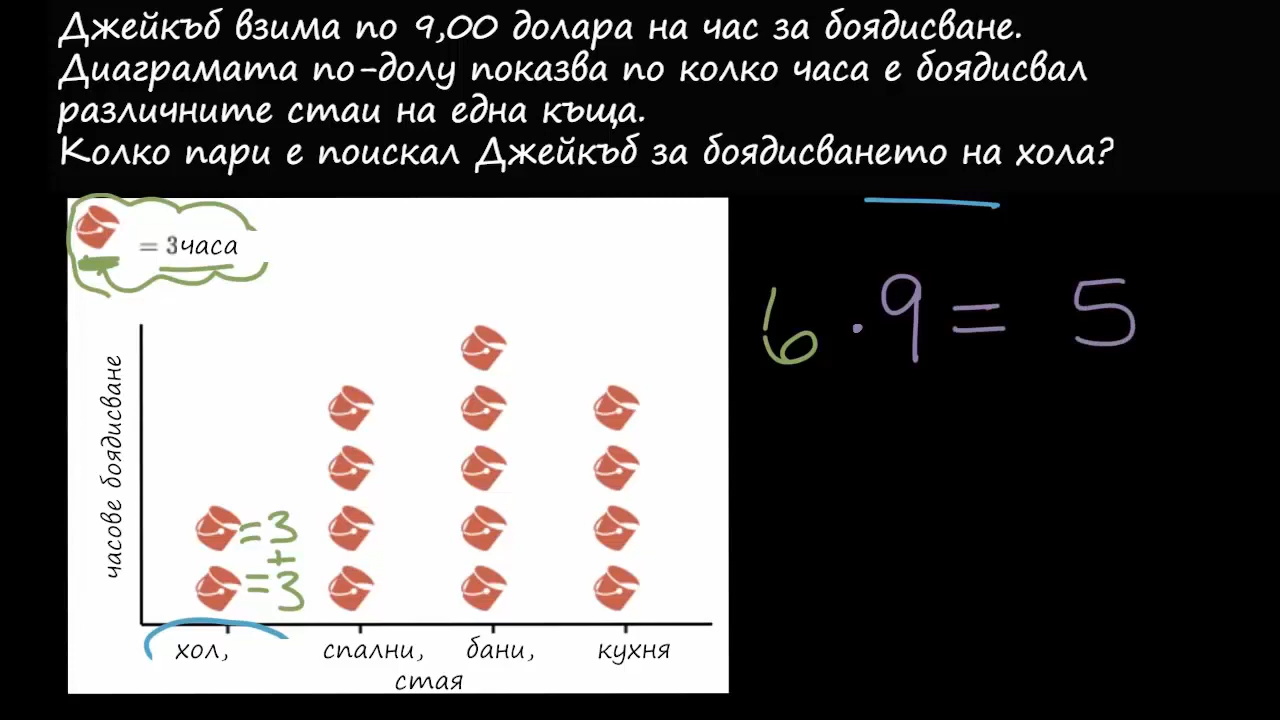 Джейкъб взима по 9,00 долара на час за боядисване.
Диаграмата по-долу показва по колко часа е боядисвал
различните стаи на една къща.
Колко пари е поискал Джейкъб за боядисването на хола?
= 3часа
6 · 9 = 5
часове боядисване
= 3
+
= 3
хол, спални, бани, кухня
стая